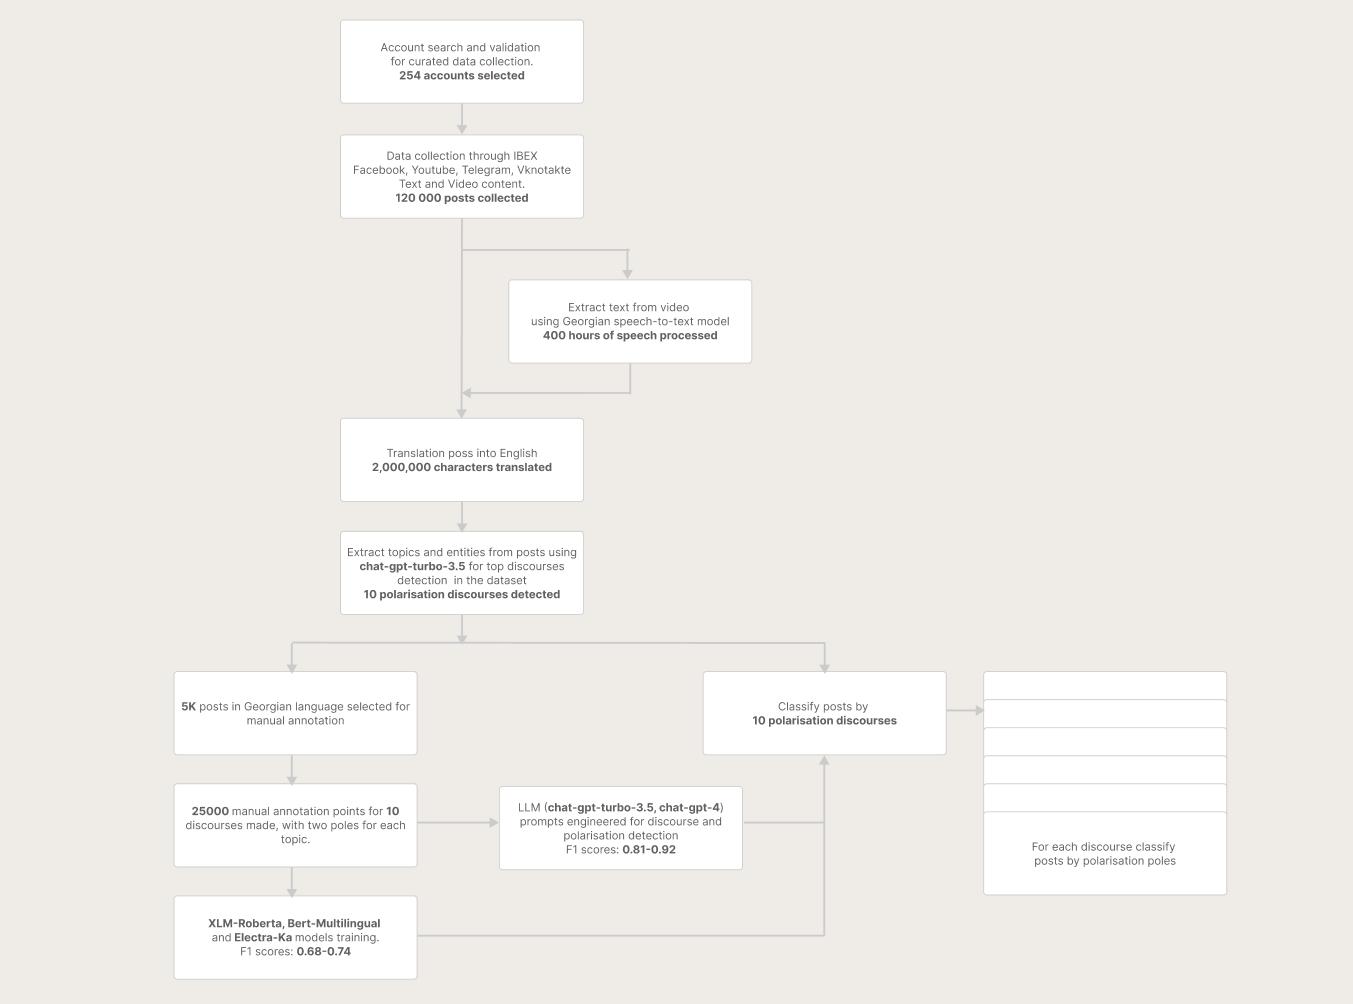 Account search and validation
for curated data collection.
254 accounts selected
Data collection through IBEX
Facebook, Youtube, Telegram, Vknotakte
Text and Video content.
120 000 posts collected
Extract text from video
using Georgian speech-to-text model
400 hours of speech processed
Translation poss into English
2,000,000 characters translated
Extract topics and entities from posts using
chat-gpt-turbo-3.5 for top discourses
detection in the dataset
10 polarisation discourses detected
5K posts in Georgian language selected for
manual annotation
Classify posts by
10 polarisation discourses
25000 manual annotation points for 10
discourses made, with two poles for each
topic.
LLM (chat-gpt-turbo-3.5, chat-gpt-4)
prompts engineered for discourse and
polarisation detection
F1 scores: 0.81-0.92
For each discourse classify
posts by polarisation poles
XLM-Roberta, Bert-Multilingual
and Electra-Ka models training.
F1 scores: 0.68-0.74